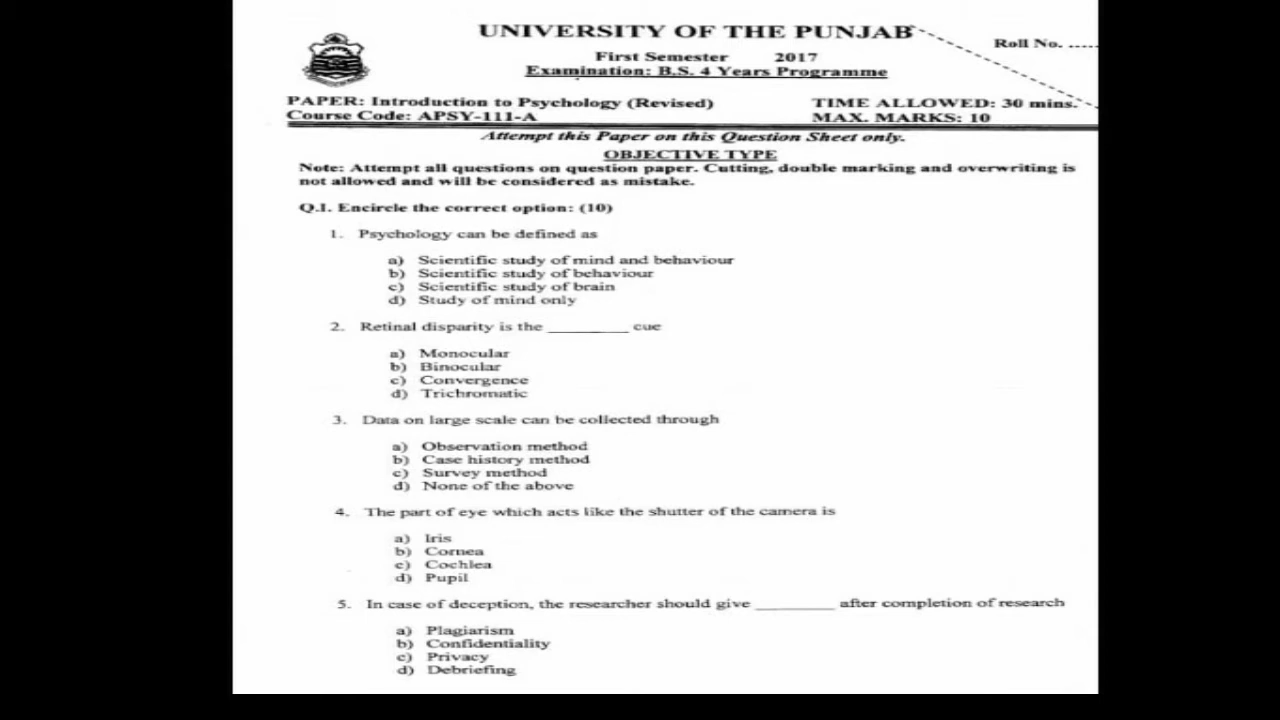 UNIVERSITY OF THE PUNJAB
Roll No. .....
First Semester 2017
Examination: B.S. 4 Years Programme
PAPER: Introduction to Psychology (Revised) TIME ALLOWED: 30 mins.
Course Code: APSY-111-A MAX. MARKS: 10
Attempt this Paper on this Question Sheet only.
OBJECTIVE TYPE
Note: Attempt all questions on question paper. Cutting, double marking and overwriting is
not allowed and will be considered as mistake.
Q.I. Encircle the correct option: (10)
1. Psychology can be defined as
a) Scientific study of mind and behaviour
b) Scientific study of behaviour
c) Scientific study of brain
d) Study of mind only
2. Retinal disparity is the ________ cue
a) Monocular
b) Binocular
c) Convergence
d) Trichromatic
3. Data on large scale can be collected through
a) Observation method
b) Case history method
c) Survey method
d) None of the above
4. The part of eye which acts like the shutter of the camera is
a) Iris
b) Cornea
c) Cochlea
d) Pupil
5. In case of deception, the researcher should give ________ after completion of research
a) Plagiarism
b) Confidentiality
c) Privacy
d) Debriefing